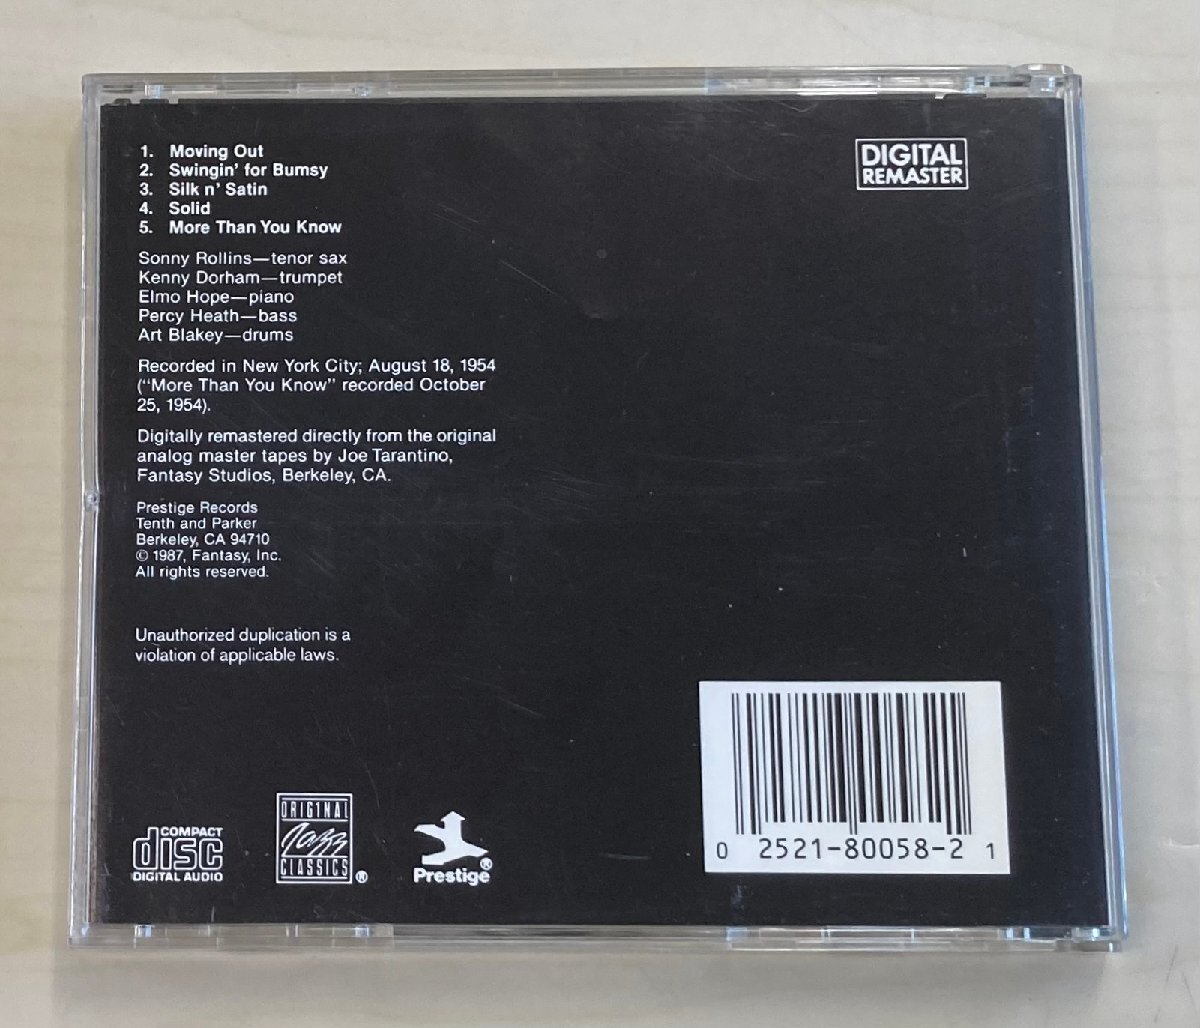 1. Moving Out
2. Swingin' for Bumsy
3. Silk n' Satin
4. Solid
5. More Than You Know
DIGITAL
REMASTER
Sonny Rollins—tenor sax
Kenny Dorham—trumpet
Elmo Hope—piano
Percy Heath—bass
Art Blakey—drums
Recorded in New York City; August 18, 1954
("More Than You Know" recorded October
25, 1954).
Digitally remastered directly from the original
analog master tapes by Joe Tarantino,
Fantasy Studios, Berkeley, CA.
Prestige Records
Tenth and Parker
Berkeley, CA 94710
© 1987, Fantasy, Inc.
All rights reserved.
Unauthorized duplication is a
violation of applicable laws.
COMPACT
disc
DIGITAL AUDIO
ORIGINAL
Jazz
CLASSICS®
Prestige®
0 2521-80058-2 1